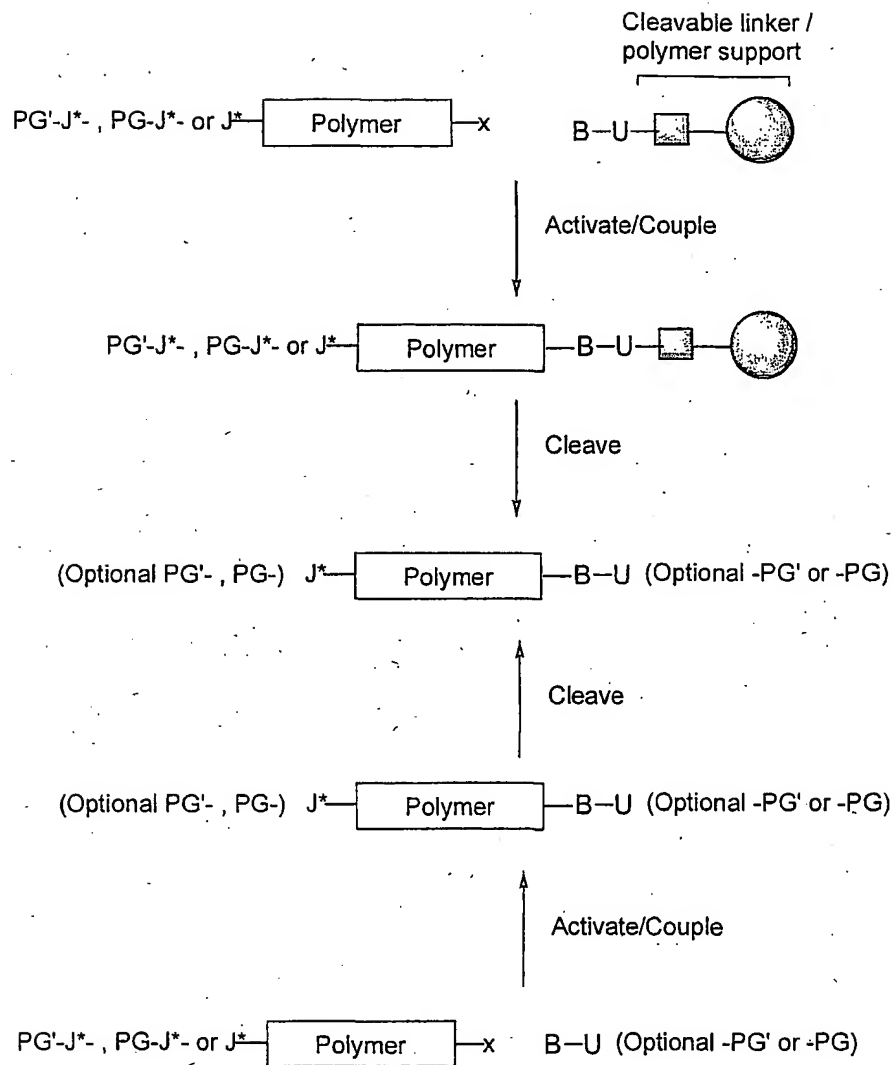 Cleavable linker /
polymer support
PG'-J*- , PG-J*- or J* Polymer x B–U
Activate/Couple
PG'-J*- , PG-J*- or J* Polymer B–U
Cleave
(Optional PG'- , PG-) J* Polymer B–U (Optional -PG' or -PG)
Cleave
(Optional PG'- , PG-) J* Polymer B–U (Optional -PG' or -PG)
Activate/Couple
PG'-J*- , PG-J*- or J* Polymer x B–U (Optional -PG' or -PG)